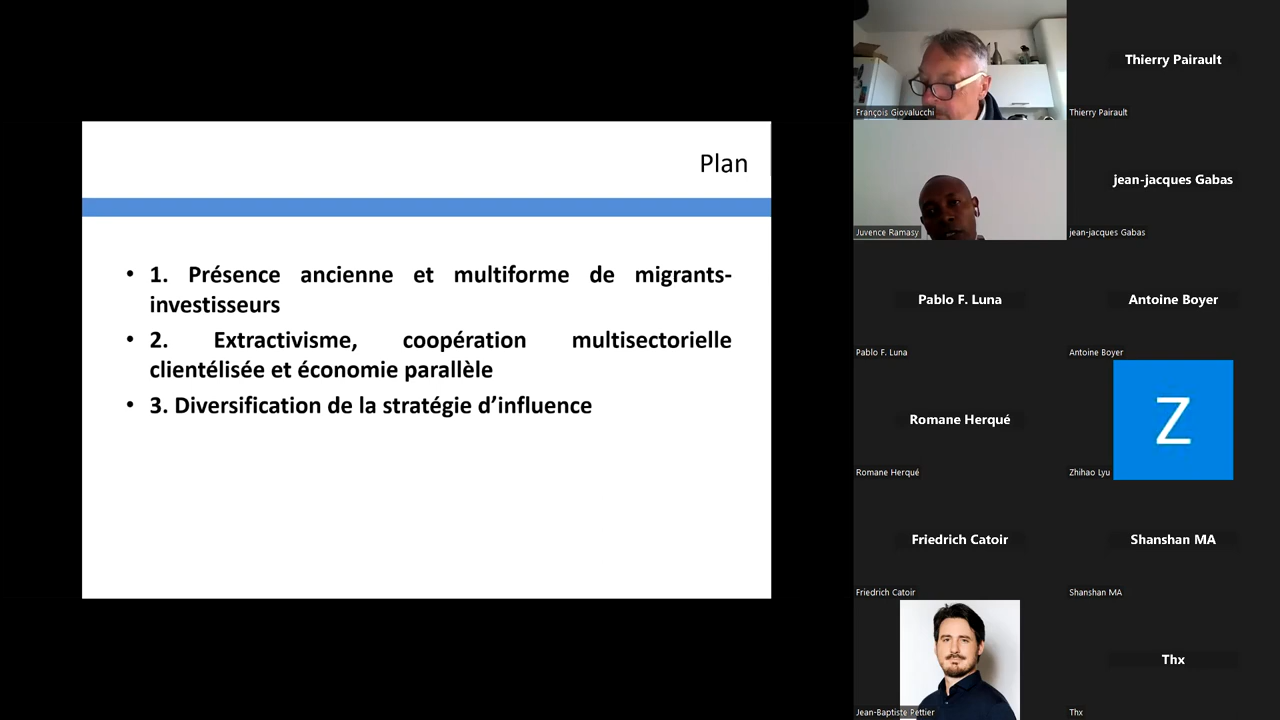 Plan
• 1. Présence ancienne et multiforme de migrants-
investisseurs
• 2. Extractivisme, coopération multisectorielle
clientélisée et économie parallèle
• 3. Diversification de la stratégie d’influence
François Giovalucchi
Thierry Pairault
Thierry Pairault
Juvence Ramasy
jean-jacques Gabas
jean-jacques Gabas
Pablo F. Luna
Pablo F. Luna
Antoine Boyer
Antoine Boyer
Romane Herqué
Romane Herqué
Z
Zhihao Lyu
Friedrich Catoir
Friedrich Catoir
Shanshan MA
Shanshan MA
Jean-Baptiste Pettier
Thx
Thx